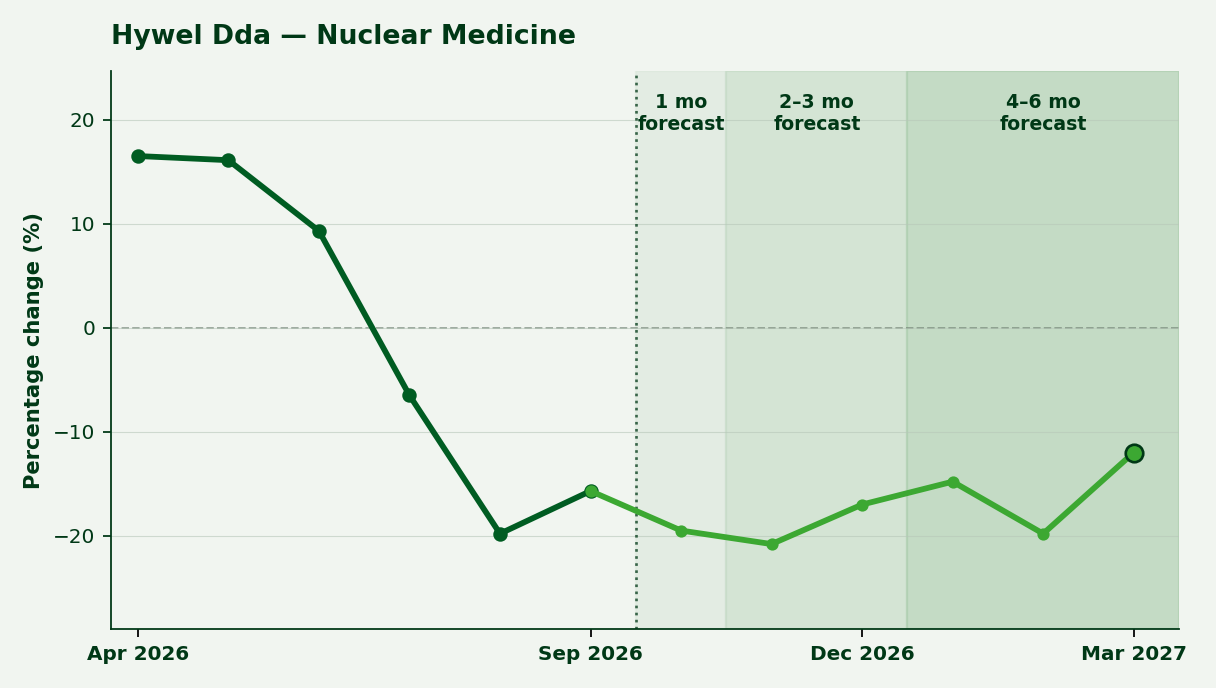 Hywel Dda — Nuclear Medicine
1 mo
forecast
2–3 mo
forecast
4–6 mo
forecast
Percentage change (%)
20
10
0
−10
−20
Apr 2026
Sep 2026
Dec 2026
Mar 2027